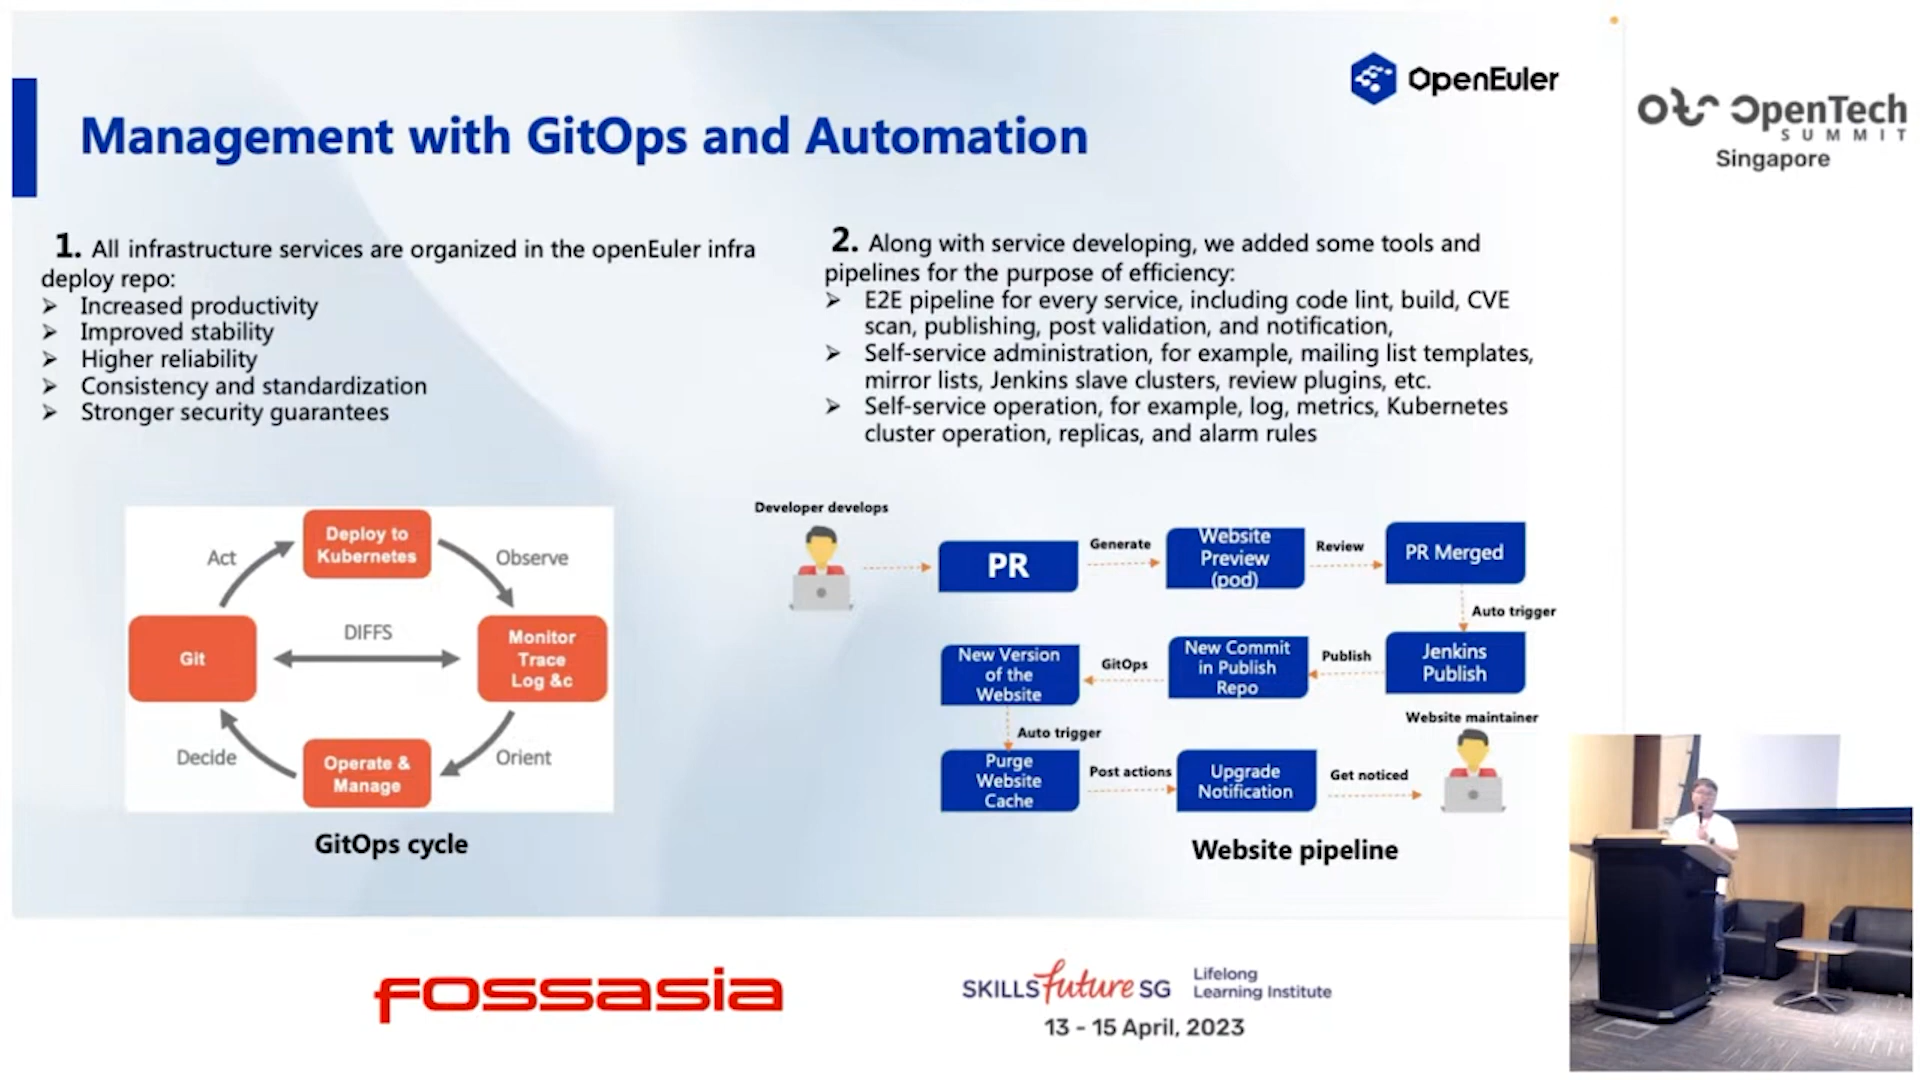 OpenEuler
OpenTech
SUMMIT
Singapore
Management with GitOps and Automation
1. All infrastructure services are organized in the openEuler infra
deploy repo:
➢ Increased productivity
➢ Improved stability
➢ Higher reliability
➢ Consistency and standardization
➢ Stronger security guarantees
2. Along with service developing, we added some tools and
pipelines for the purpose of efficiency:
➢ E2E pipeline for every service, including code lint, build, CVE
scan, publishing, post validation, and notification,
➢ Self-service administration, for example, mailing list templates,
mirror lists, Jenkins slave clusters, review plugins, etc.
➢ Self-service operation, for example, log, metrics, Kubernetes
cluster operation, replicas, and alarm rules
Deploy to
Kubernetes
Act
Observe
DIFFS
Git
Monitor
Trace
Log &c
Decide
Orient
Operate &
Manage
GitOps cycle
Developer develops
PR
Generate
Website
Preview
(pod)
Review
PR Merged
Auto trigger
Jenkins
Publish
Publish
New Commit
in Publish
Repo
GitOps
New Version
of the
Website
Auto trigger
Purge
Website
Cache
Post actions
Upgrade
Notification
Get noticed
Website maintainer
Website pipeline
fossasia
SKILLS future SG
Lifelong
Learning Institute
13 - 15 April, 2023